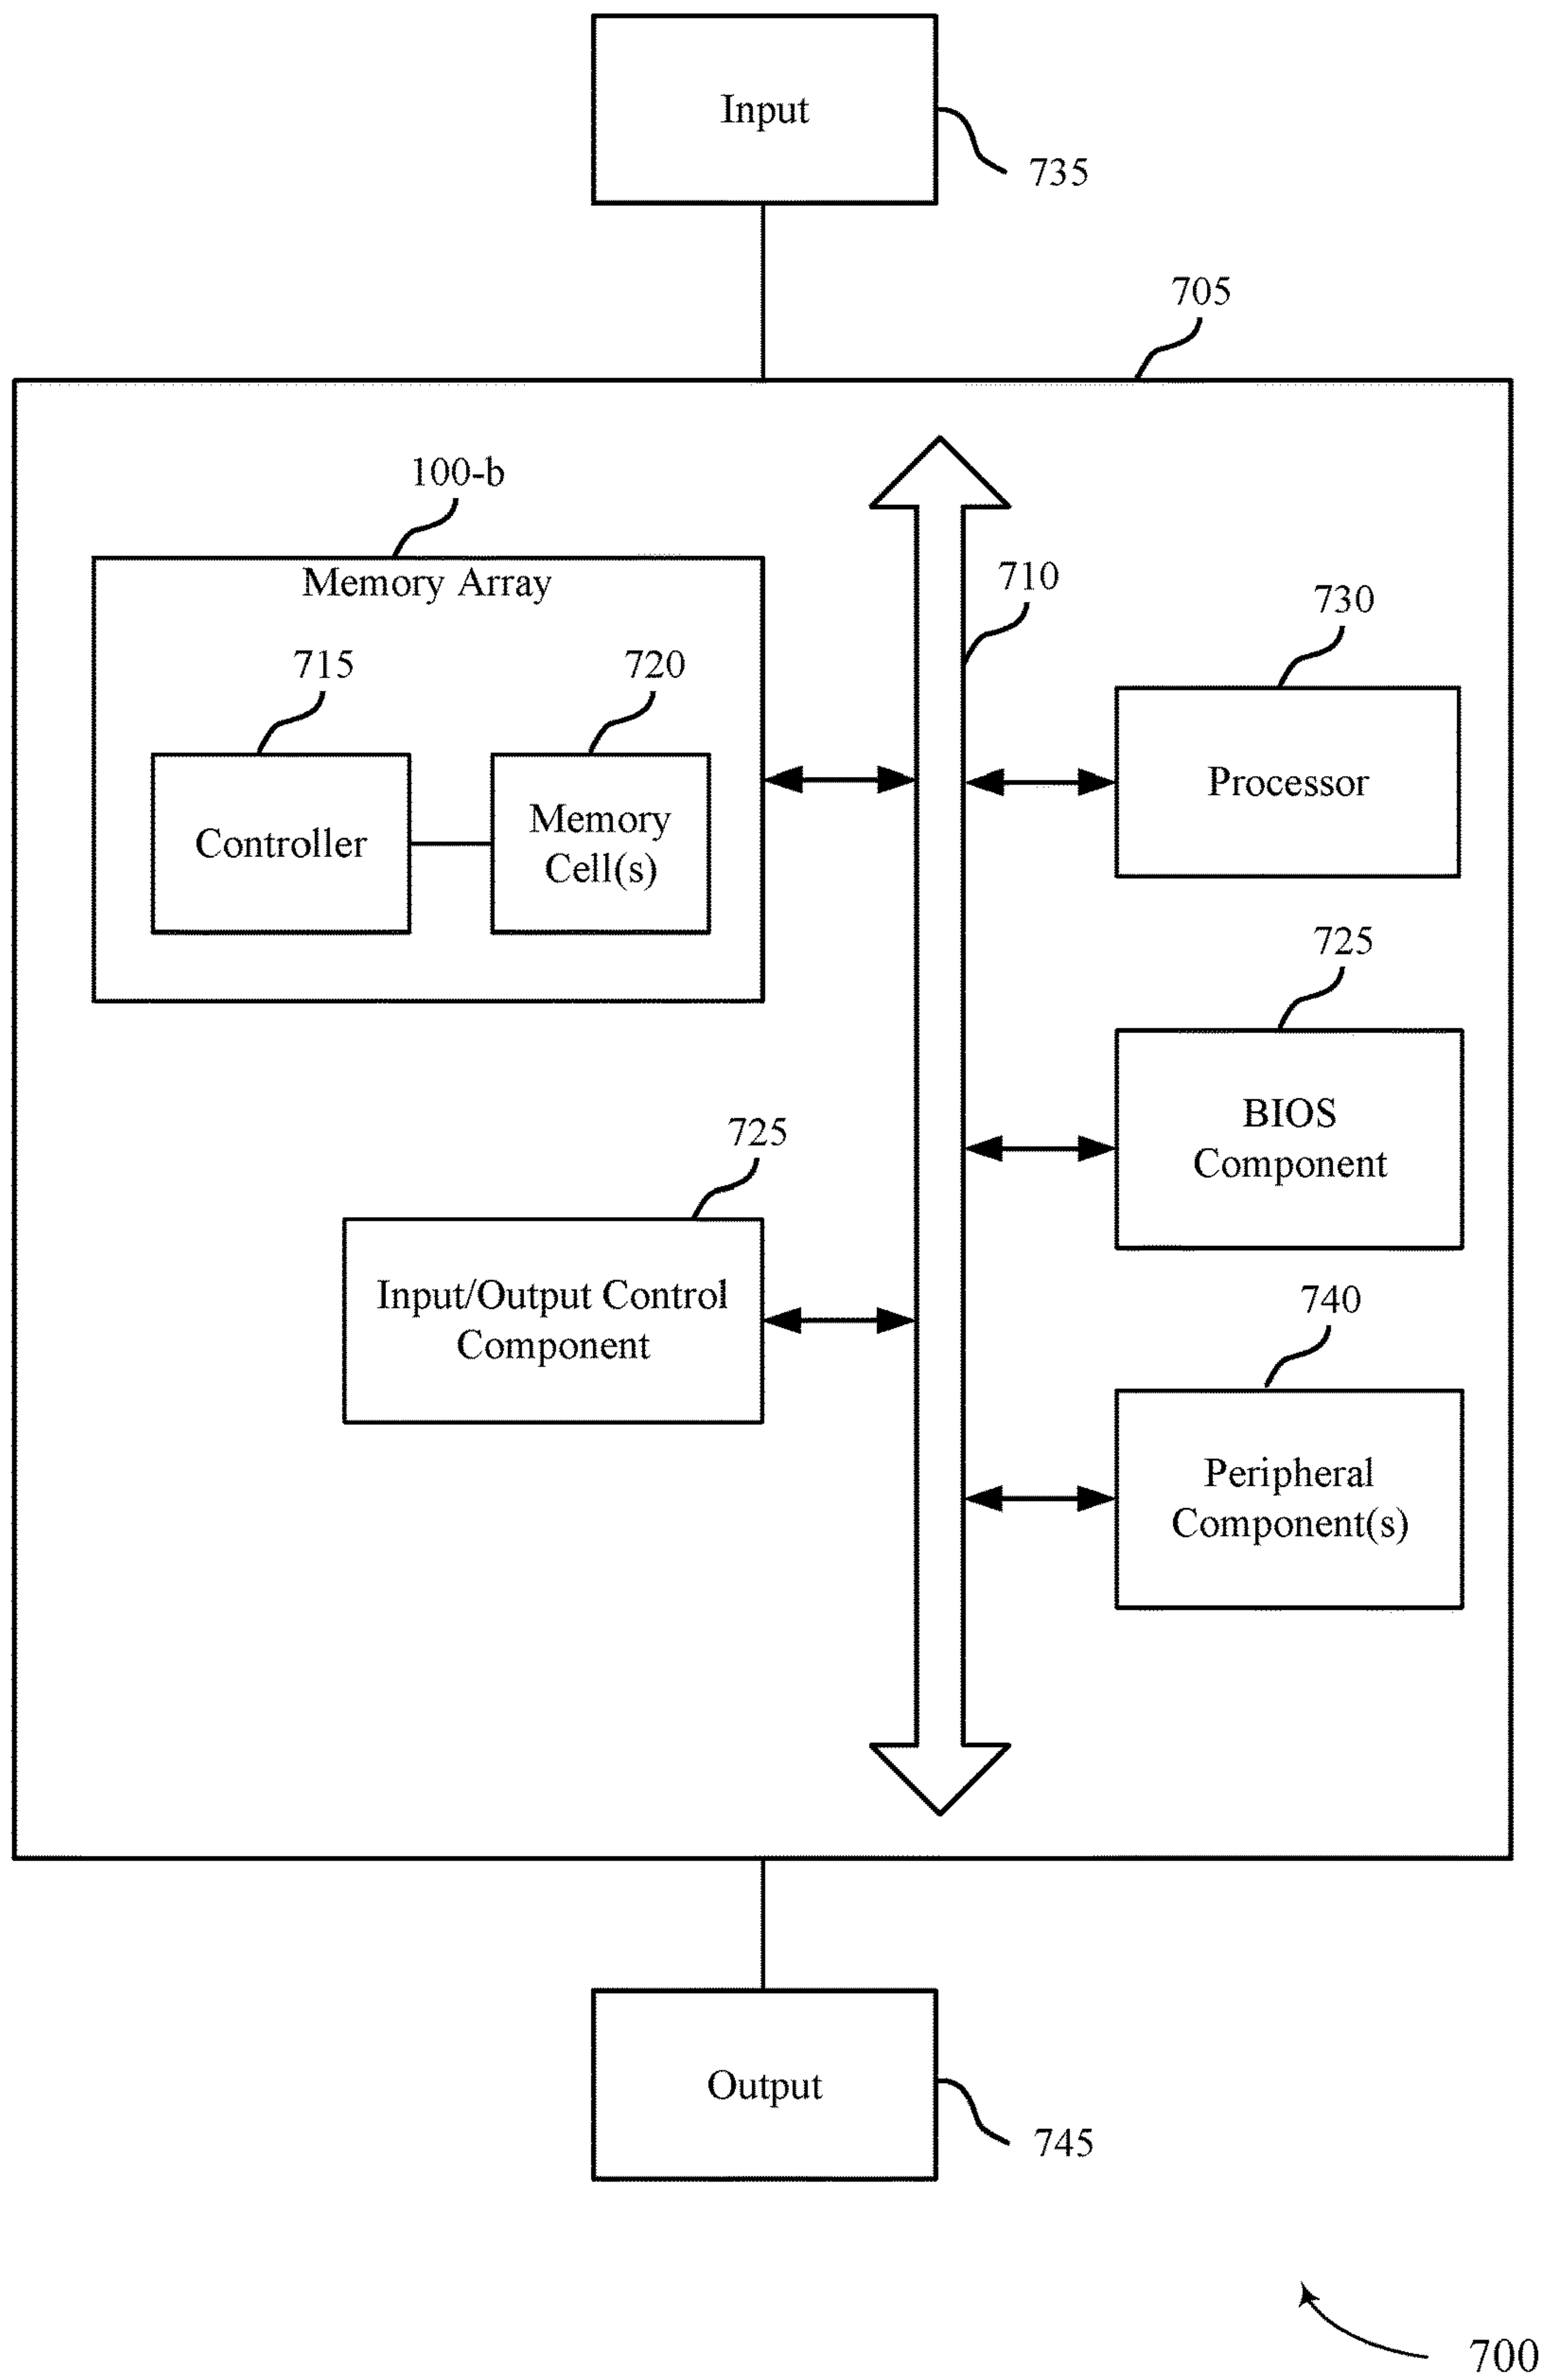 Input
735
705
100-b
Memory Array
710
730
715
720
Processor
Controller
Memory
Cell(s)
725
BIOS
Component
725
Input/Output Control
Component
740
Peripheral
Component(s)
Output
745
700